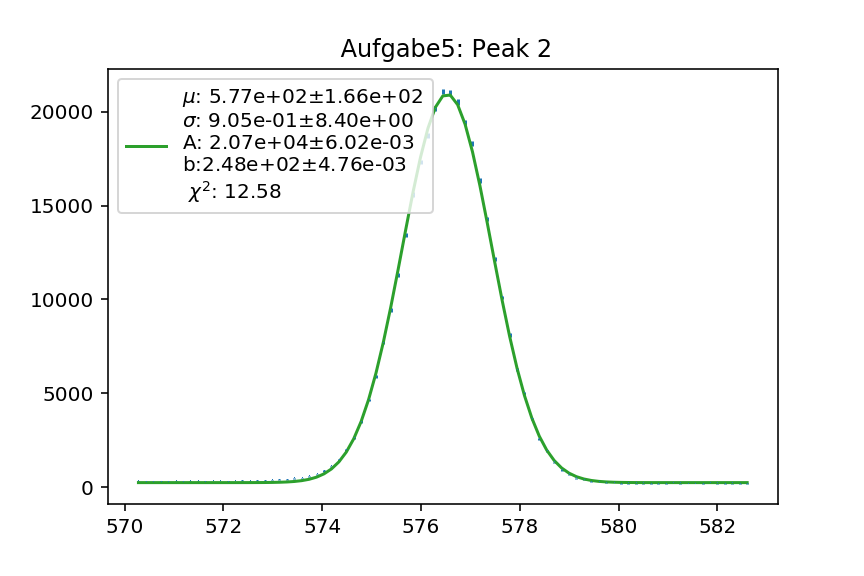 Aufgabe5: Peak 2
μ: 5.77e+02±1.66e+02
σ: 9.05e-01±8.40e+00
A: 2.07e+04±6.02e-03
b:2.48e+02±4.76e-03
χ²: 12.58
20000
15000
10000
5000
0
570 572 574 576 578 580 582